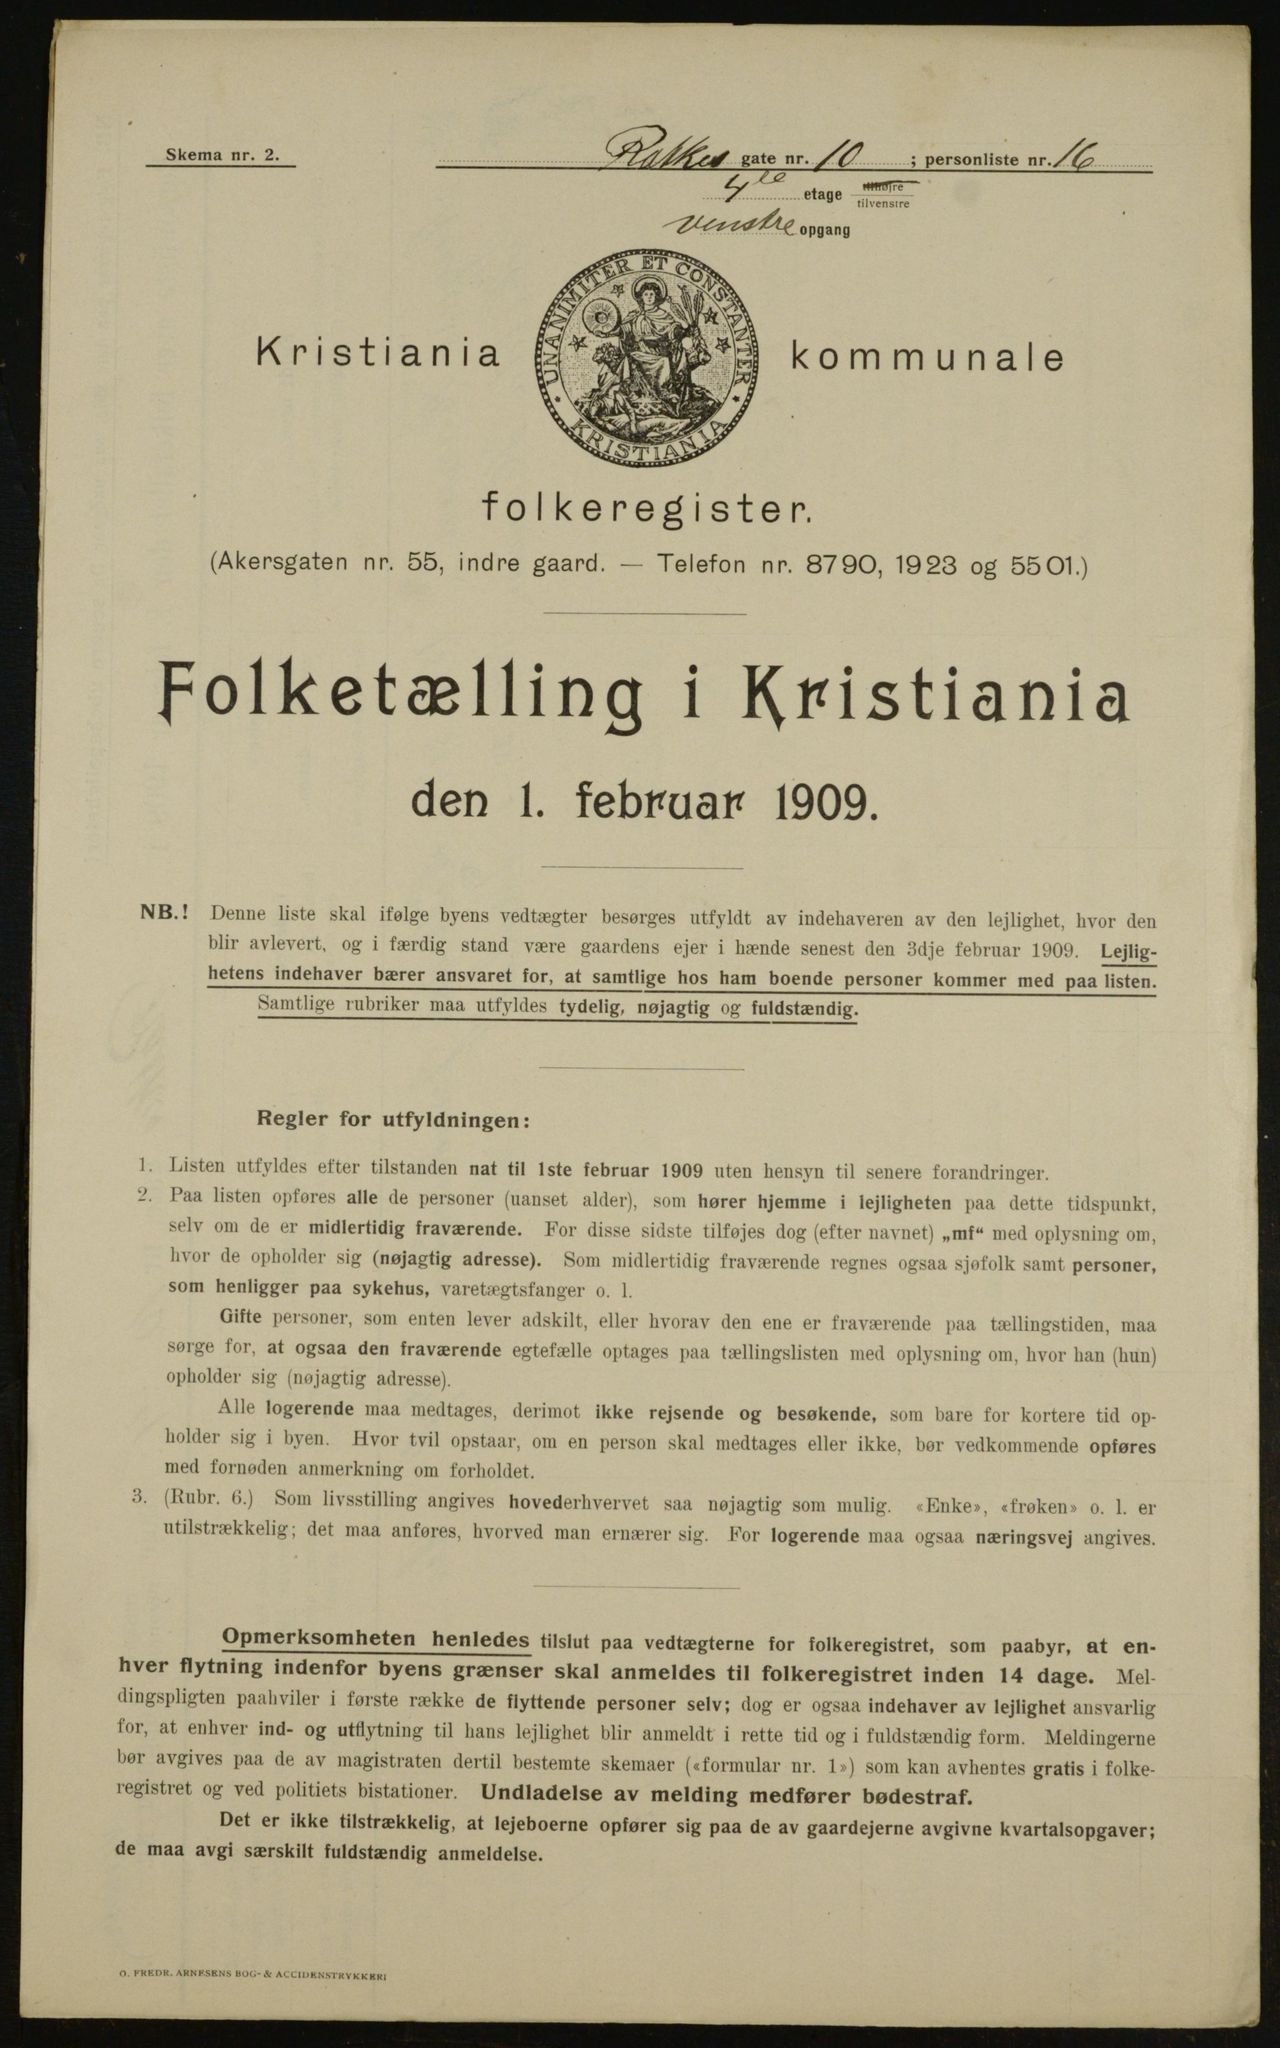 Skema nr. 2.
Ratkes gate nr. 10 ; personliste nr. 16
4de etage tilhøjre
tilvenstre
venstre opgang
UNANIMITER ET CONSTANTER
KRISTIANIA
Kristiania kommunale
folkeregister.
(Akersgaten nr. 55, indre gaard. — Telefon nr. 8790, 1923 og 5501.)
Folketælling i Kristiania
den 1. februar 1909.
NB.! Denne liste skal ifølge byens vedtægter besørges utfyldt av indehaveren av den lejlighet, hvor den
blir avlevert, og i færdig stand være gaardens ejer i hænde senest den 3dje februar 1909. Lejlig-
hetens indehaver bærer ansvaret for, at samtlige hos ham boende personer kommer med paa listen.
Samtlige rubriker maa utfyldes tydelig, nøjagtig og fuldstændig.
Regler for utfyldningen:
1. Listen utfyldes efter tilstanden nat til 1ste februar 1909 uten hensyn til senere forandringer.
2. Paa listen opføres alle de personer (uanset alder), som hører hjemme i lejligheten paa dette tidspunkt,
selv om de er midlertidig fraværende. For disse sidste tilføjes dog (efter navnet) „mf“ med oplysning om,
hvor de opholder sig (nøjagtig adresse). Som midlertidig fraværende regnes ogsaa sjøfolk samt personer,
som henligger paa sykehus, varetægtsfanger o. l.
Gifte personer, som enten lever adskilt, eller hvorav den ene er fraværende paa tællingstiden, maa
sørge for, at ogsaa den fraværende egtefælle optages paa tællingslisten med oplysning om, hvor han (hun)
opholder sig (nøjagtig adresse).
Alle logerende maa medtages, derimot ikke rejsende og besøkende, som bare for kortere tid op-
holder sig i byen. Hvor tvil opstaar, om en person skal medtages eller ikke, bør vedkommende opføres
med fornøden anmerkning om forholdet.
3. (Rubr. 6.) Som livsstilling angives hovederhvervet saa nøjagtig som mulig. «Enke», «frøken» o. l. er
utilstrækkelig; det maa anføres, hvorved man ernærer sig. For logerende maa ogsaa næringsvej angives.
Opmerksomheten henledes tilslut paa vedtægterne for folkeregistret, som paabyr, at en-
hver flytning indenfor byens grænser skal anmeldes til folkeregistret inden 14 dage. Mel-
dingspligten paahviler i første række de flyttende personer selv; dog er ogsaa indehaver av lejlighet ansvarlig
for, at enhver ind- og utflytning til hans lejlighet blir anmeldt i rette tid og i fuldstændig form. Meldingerne
bør avgives paa de av magistraten dertil bestemte skemaer («formular nr. 1») som kan avhentes gratis i folke-
registret og ved politiets bistationer. Undladelse av melding medfører bødestraf.
Det er ikke tilstrækkelig, at lejeboerne opfører sig paa de av gaardejerne avgivne kvartalsopgaver;
de maa avgi særskilt fuldstændig anmeldelse.
O. FREDR. ARNESENS BOG- & ACCIDENSTRYKKERI